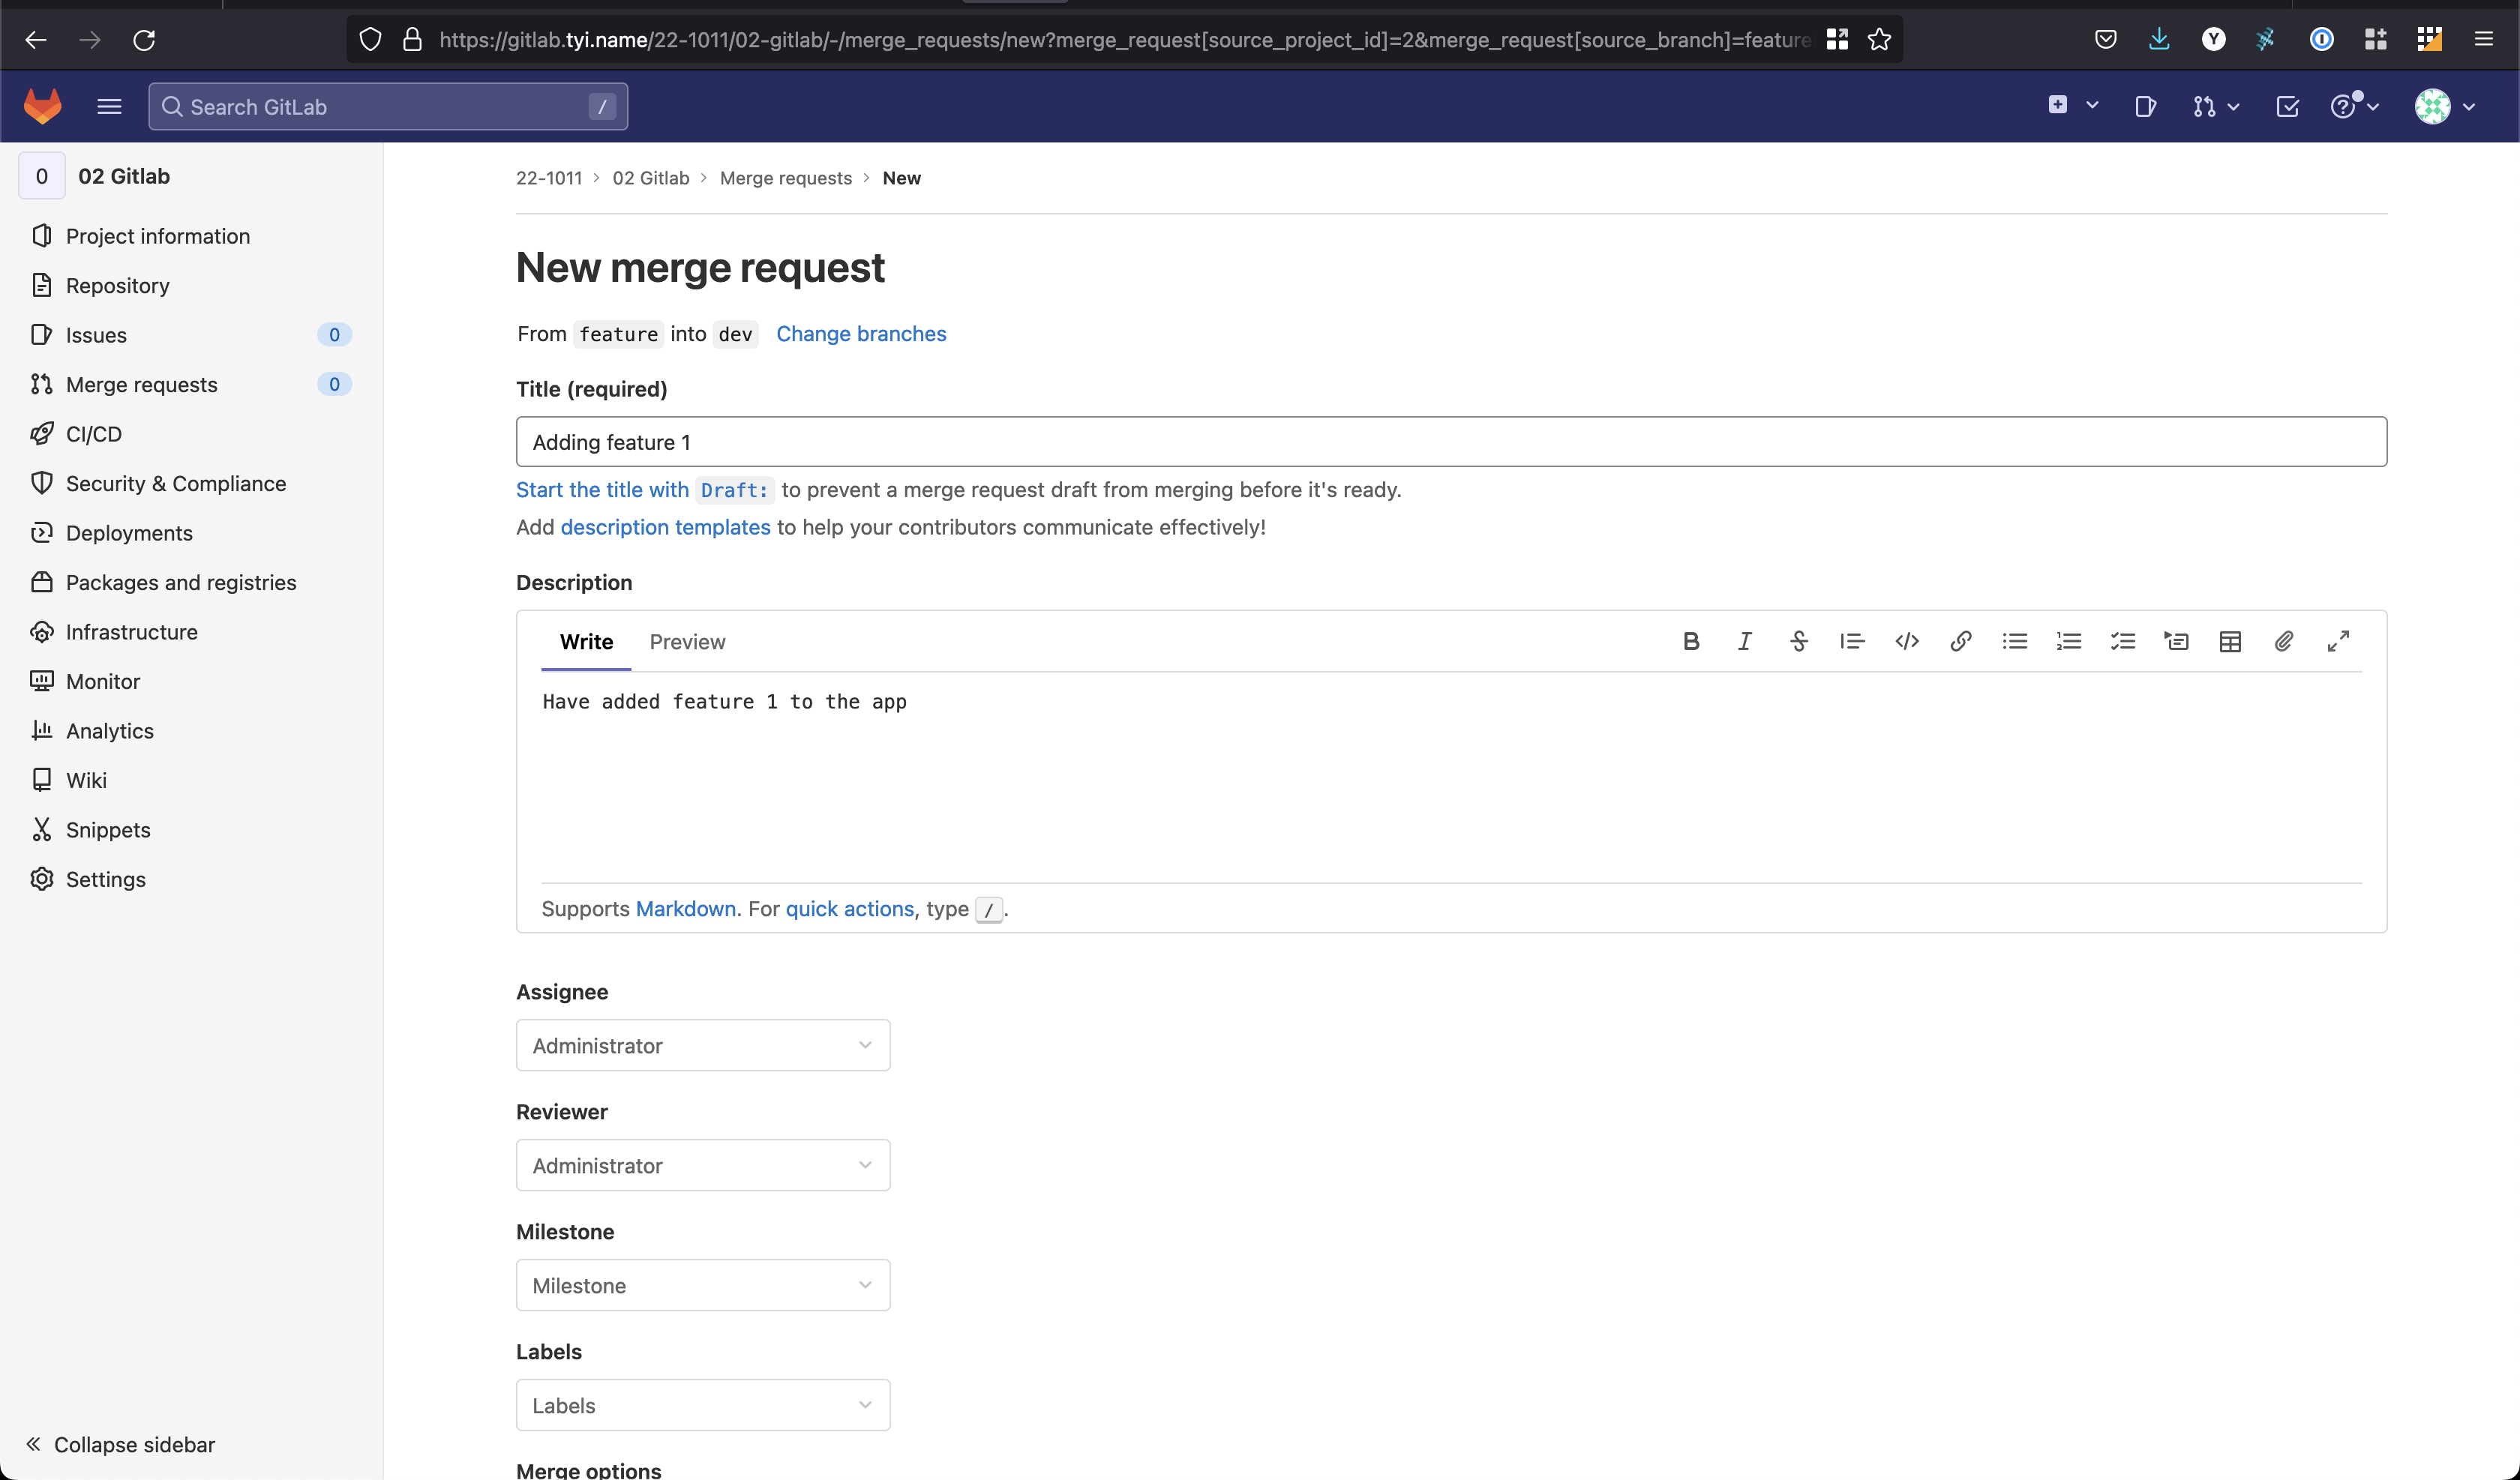 https://gitlab.tyi.name/22-1011/02-gitlab/-/merge_requests/new?merge_request[source_project_id]=2&merge_request[source_branch]=feature
Search GitLab /
0 02 Gitlab
Project information
Repository
Issues 0
Merge requests 0
CI/CD
Security & Compliance
Deployments
Packages and registries
Infrastructure
Monitor
Analytics
Wiki
Snippets
Settings
Collapse sidebar
22-1011 > 02 Gitlab > Merge requests > New
New merge request
From feature into dev Change branches
Title (required)
Adding feature 1
Start the title with Draft: to prevent a merge request draft from merging before it's ready.
Add description templates to help your contributors communicate effectively!
Description
Write Preview
Have added feature 1 to the app
Supports Markdown. For quick actions, type /.
Assignee
Administrator
Reviewer
Administrator
Milestone
Milestone
Labels
Labels
Merge options